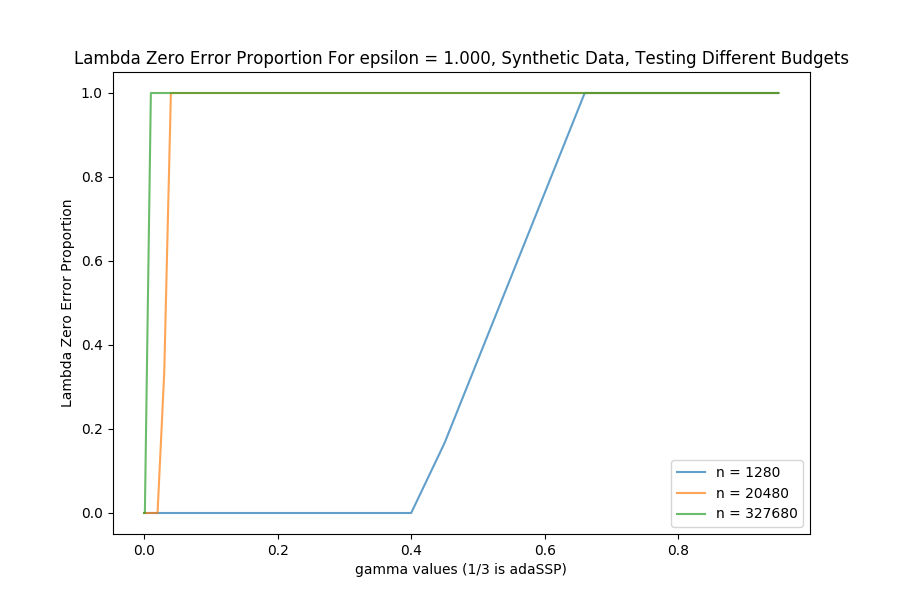 Lambda Zero Error Proportion For epsilon = 1.000, Synthetic Data, Testing Different Budgets
Lambda Zero Error Proportion
1.0
0.8
0.6
0.4
0.2
0.0
n = 1280
n = 20480
n = 327680
0.0 0.2 0.4 0.6 0.8
gamma values (1/3 is adaSSP)